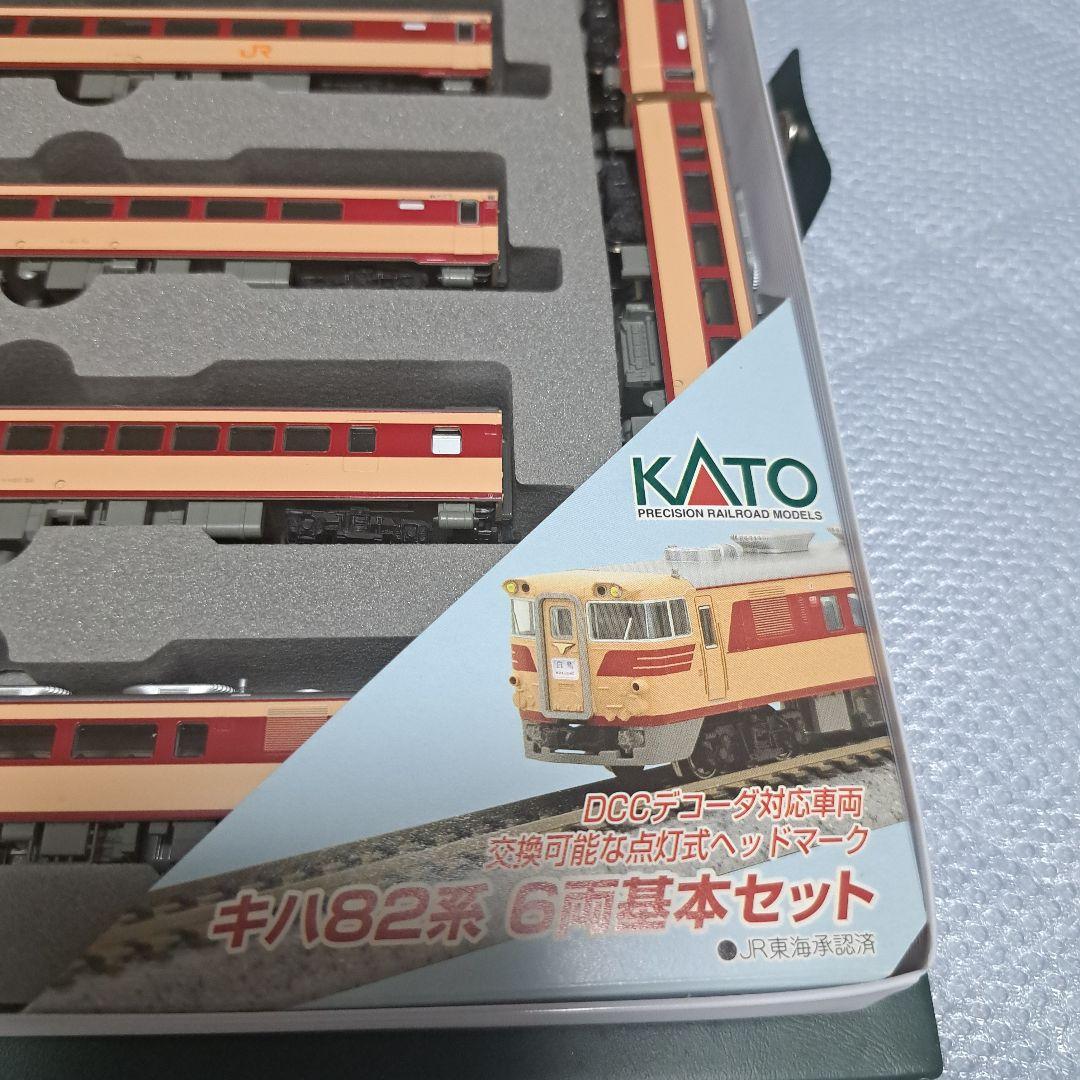 JR
KATO
PRECISION RAILROAD MODELS
白鳥
DCCデコーダ対応車両
交換可能な点灯式ヘッドマーク
キハ82系 6両基本セット
●JR東海承認済